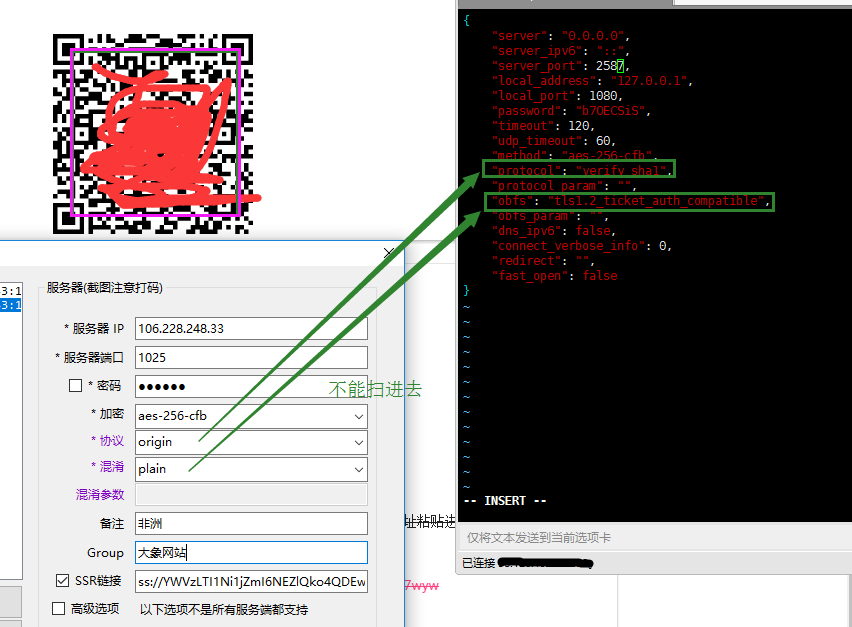 {
"server": "0.0.0.0",
"server_ipv6": "::",
"server_port": 2587,
"local_address": "127.0.0.1",
"local_port": 1080,
"password": "b7OECSiS",
"timeout": 120,
"udp_timeout": 60,
"method": "aes-256-cfb",
"protocol": "verify_sha1",
"protocol_param": "",
"obfs": "tls1.2_ticket_auth_compatible",
"obfs_param": "",
"dns_ipv6": false,
"connect_verbose_info": 0,
"redirect": "",
"fast_open": false
}
~
~
~
~
~
~
~
~
~
~
~
~
~
-- INSERT --
仅将文本发送到当前选项卡
已连接
3:1
3:1
服务器(截图注意打码)
* 服务器 IP 106.228.248.33
* 服务器端口 1025
* 密码 ●●●●●●
不能扫进去
* 加密 aes-256-cfb
* 协议 origin
* 混淆 plain
混淆参数
备注 非洲
Group 大象网站
SSR链接 ss://YWVzLTI1Ni1jZmI6NEZlQko4QDEw
高级选项 以下选项不是所有服务端都支持
址粘贴进
7wyw